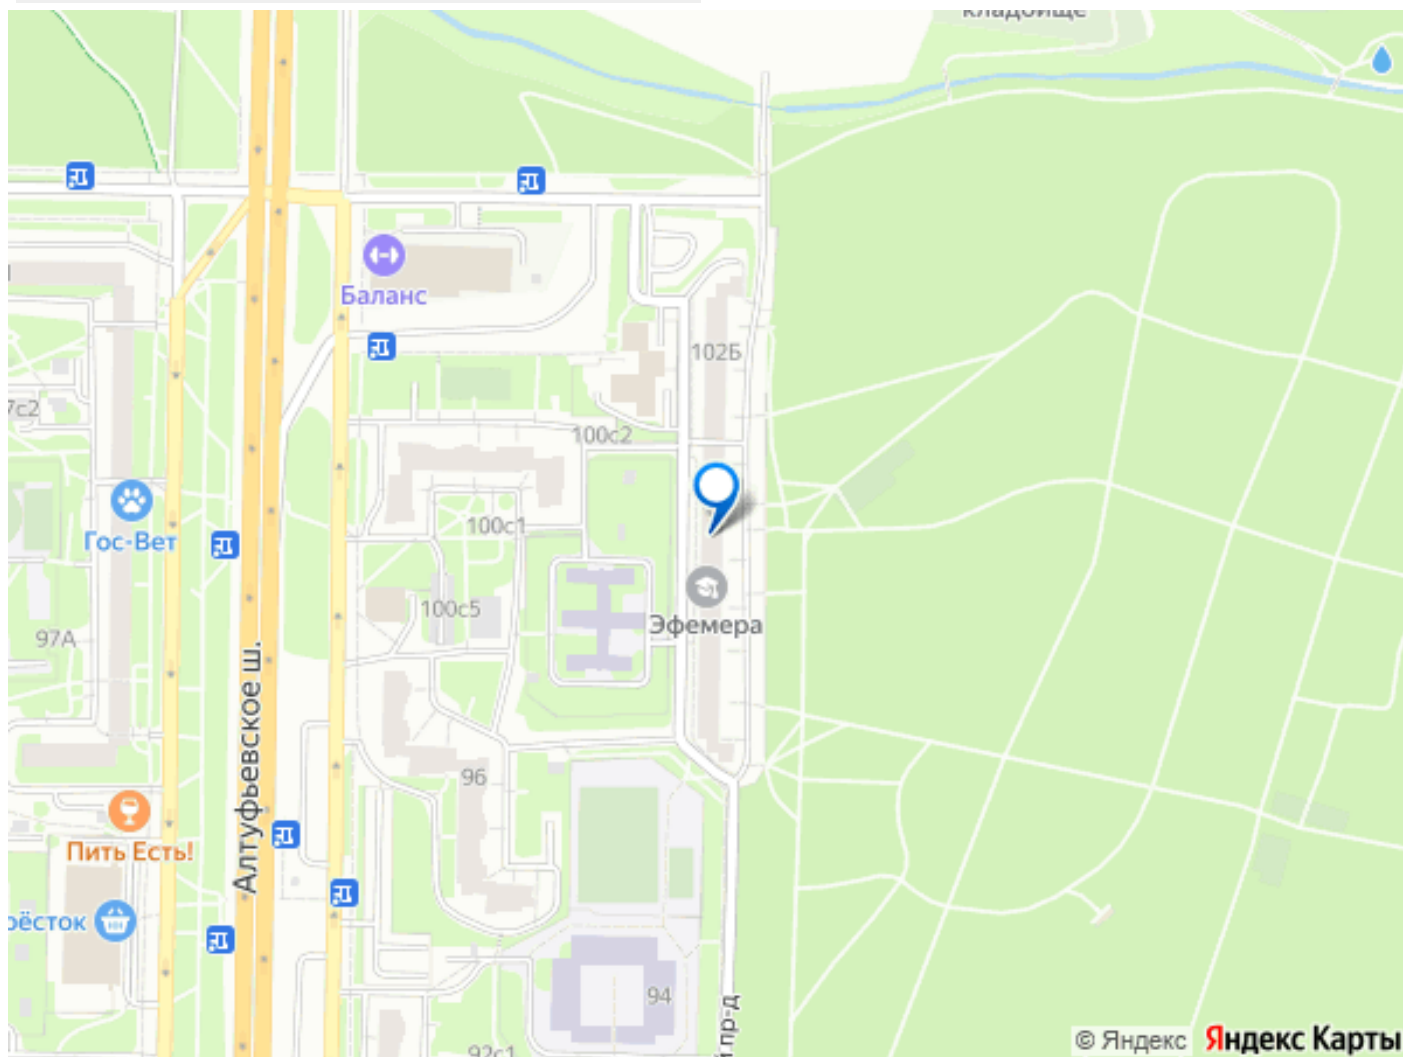 кладбище
Баланс
102Б
7с2
100с2
Гос-Вет
100с1
100с5
Эфемера
97А
Алтуфьевское ш.
96
Пить Есть!
рёсток
94
й пр-д
92с1
© Яндекс Яндекс Карты